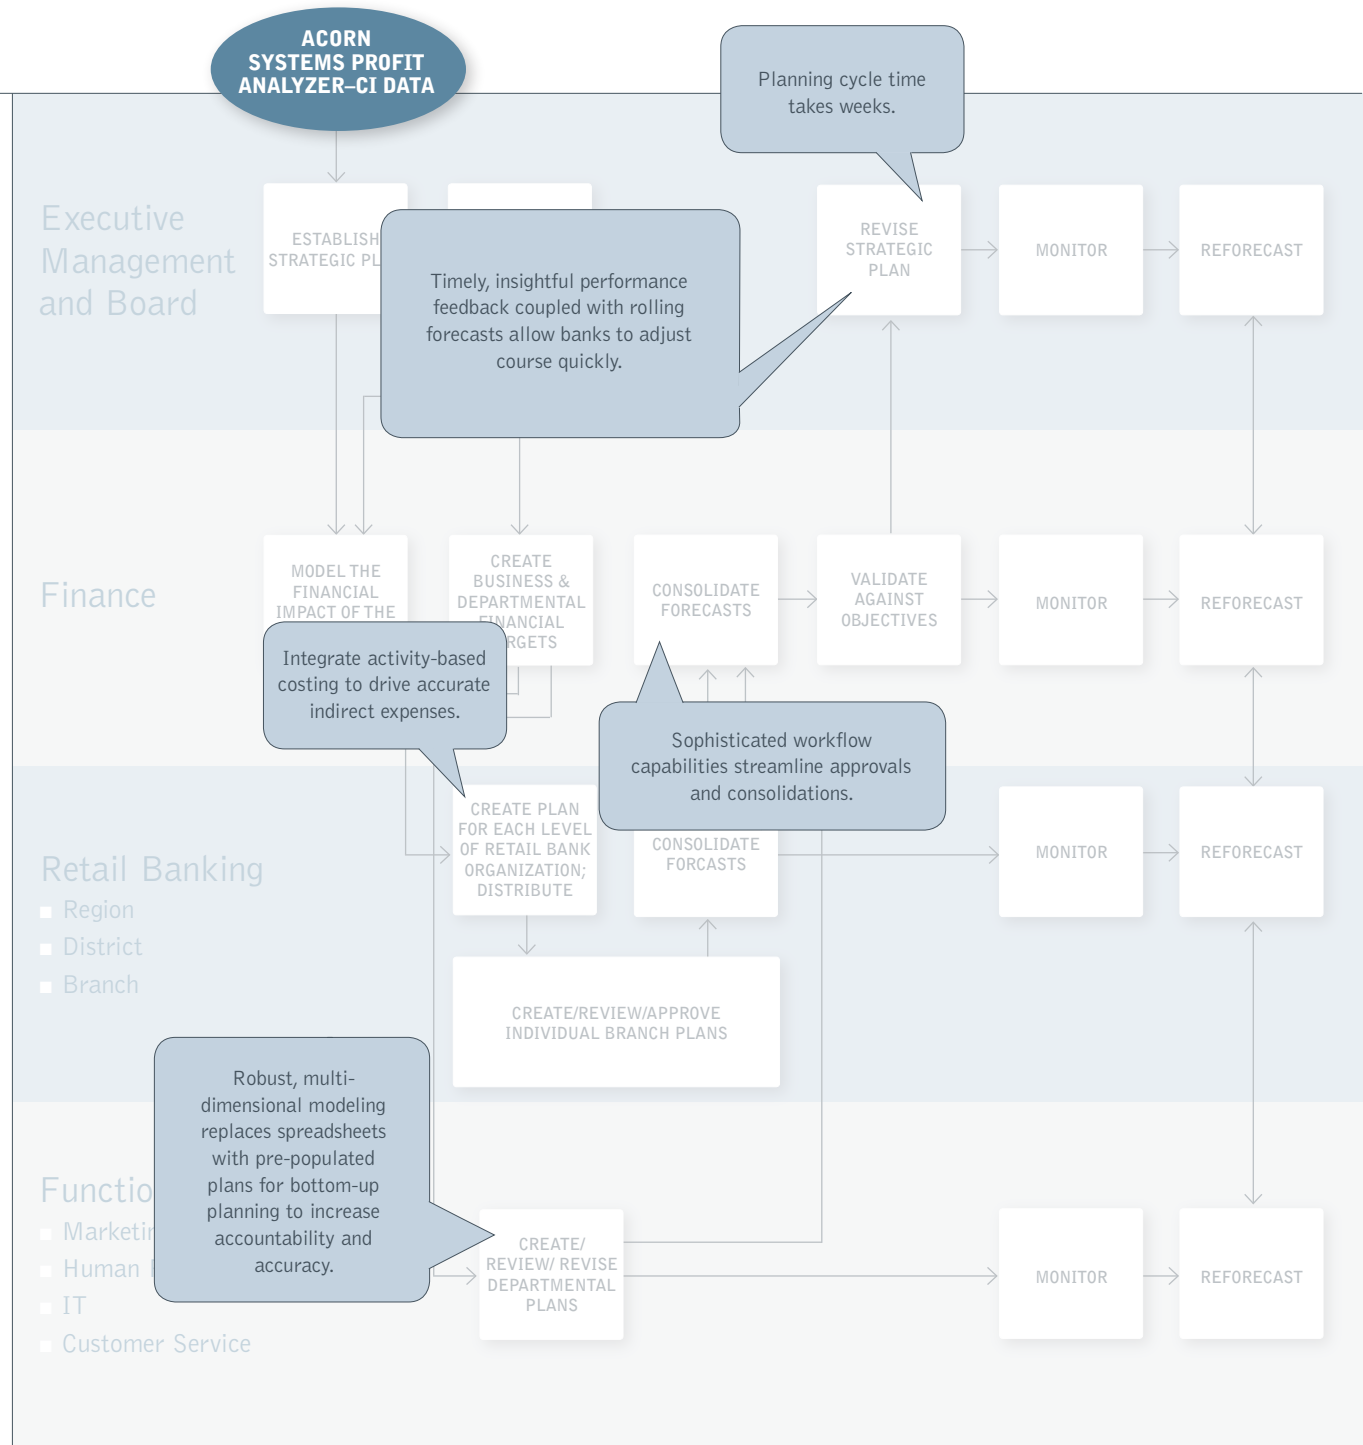 ACORN
SYSTEMS PROFIT
ANALYZER–CI DATA
Planning cycle time
takes weeks.
Executive
Management
and Board
ESTABLISH
STRATEGIC
Timely, insightful performance
feedback coupled with rolling
forecasts allow banks to adjust
course quickly.
REVISE
STRATEGIC
PLAN
MONITOR
REFORECAST
Finance
MODEL THE
FINANCIAL
IMPACT OF THE
CREATE
BUSINESS &
DEPARTMENTAL
FINANCIAL
CONSOLIDATE
FORECASTS
VALIDATE
AGAINST
OBJECTIVES
MONITOR
REFORECAST
Integrate activity-based
costing to drive accurate
indirect expenses.
Sophisticated workflow
capabilities streamline approvals
and consolidations.
Retail Banking
Region
District
Branch
CREATE PLAN
FOR EACH LEVEL
OF RETAIL BANK
ORGANIZATION;
DISTRIBUTE
CONSOLIDATE
FORCASTS
MONITOR
REFORECAST
CREATE/REVIEW/APPROVE
INDIVIDUAL BRANCH PLANS
Robust, multi-
dimensional modeling
replaces spreadsheets
with pre-populated
plans for bottom-up
planning to increase
accountability and
accuracy.
Human
IT
Customer Service
CREATE/
REVIEW/ REVISE
DEPARTMENTAL
PLANS
MONITOR
REFORECAST